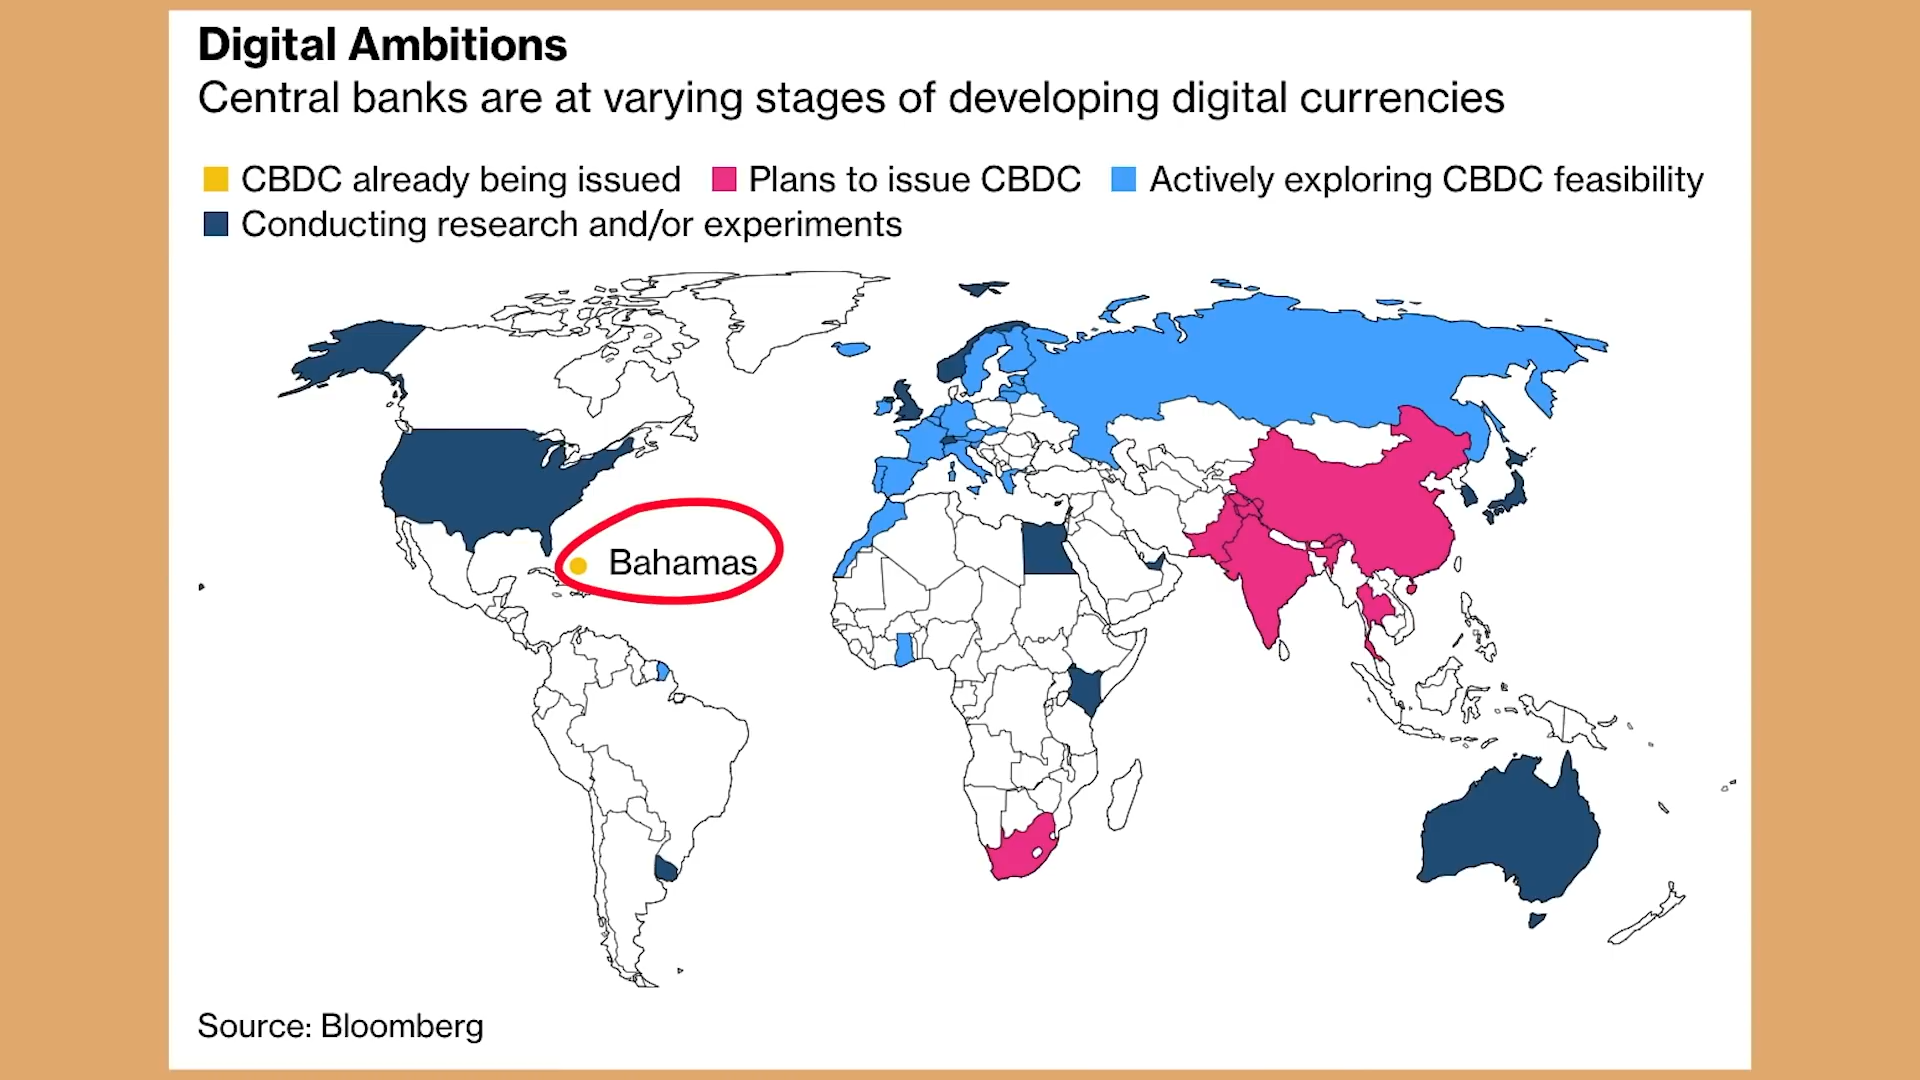 Digital Ambitions
Central banks are at varying stages of developing digital currencies
CBDC already being issued Plans to issue CBDC Actively exploring CBDC feasibility
Conducting research and/or experiments
Bahamas
Source: Bloomberg